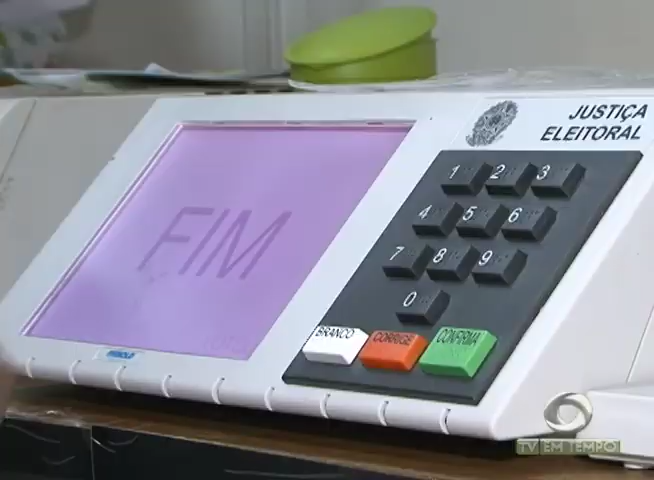 JUSTIÇA
ELEITORAL
1 2 3
4 5 6
7 8 9
0
BRANCO CORRIGE CONFIRMA
FIM
TV EM TEMPO